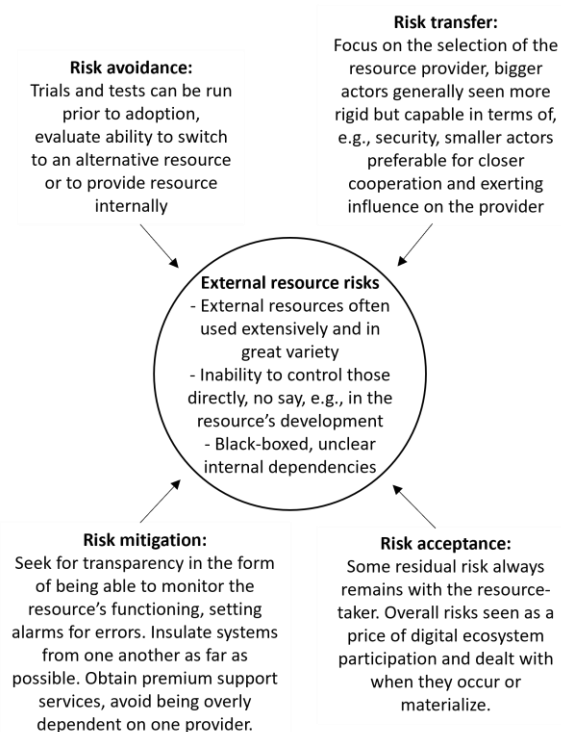 Risk avoidance:
Trials and tests can be run
prior to adoption,
evaluate ability to switch
to an alternative resource
or to provide resource
internally
Risk transfer:
Focus on the selection of the
resource provider, bigger
actors generally seen more
rigid but capable in terms of,
e.g., security, smaller actors
preferable for closer
cooperation and exerting
influence on the provider
External resource risks
- External resources often
used extensively and in
great variety
- Inability to control those
directly, no say, e.g., in the
resource's development
- Black-boxed, unclear
internal dependencies
Risk mitigation:
Seek for transparency in the form
of being able to monitor the
resource's functioning, setting
alarms for errors. Insulate systems
from one another as far as
possible. Obtain premium support
services, avoid being overly
dependent on one provider.
Risk acceptance:
Some residual risk always
remains with the resource-
taker. Overall risks seen as a
price of digital ecosystem
participation and dealt with
when they occur or
materialize.